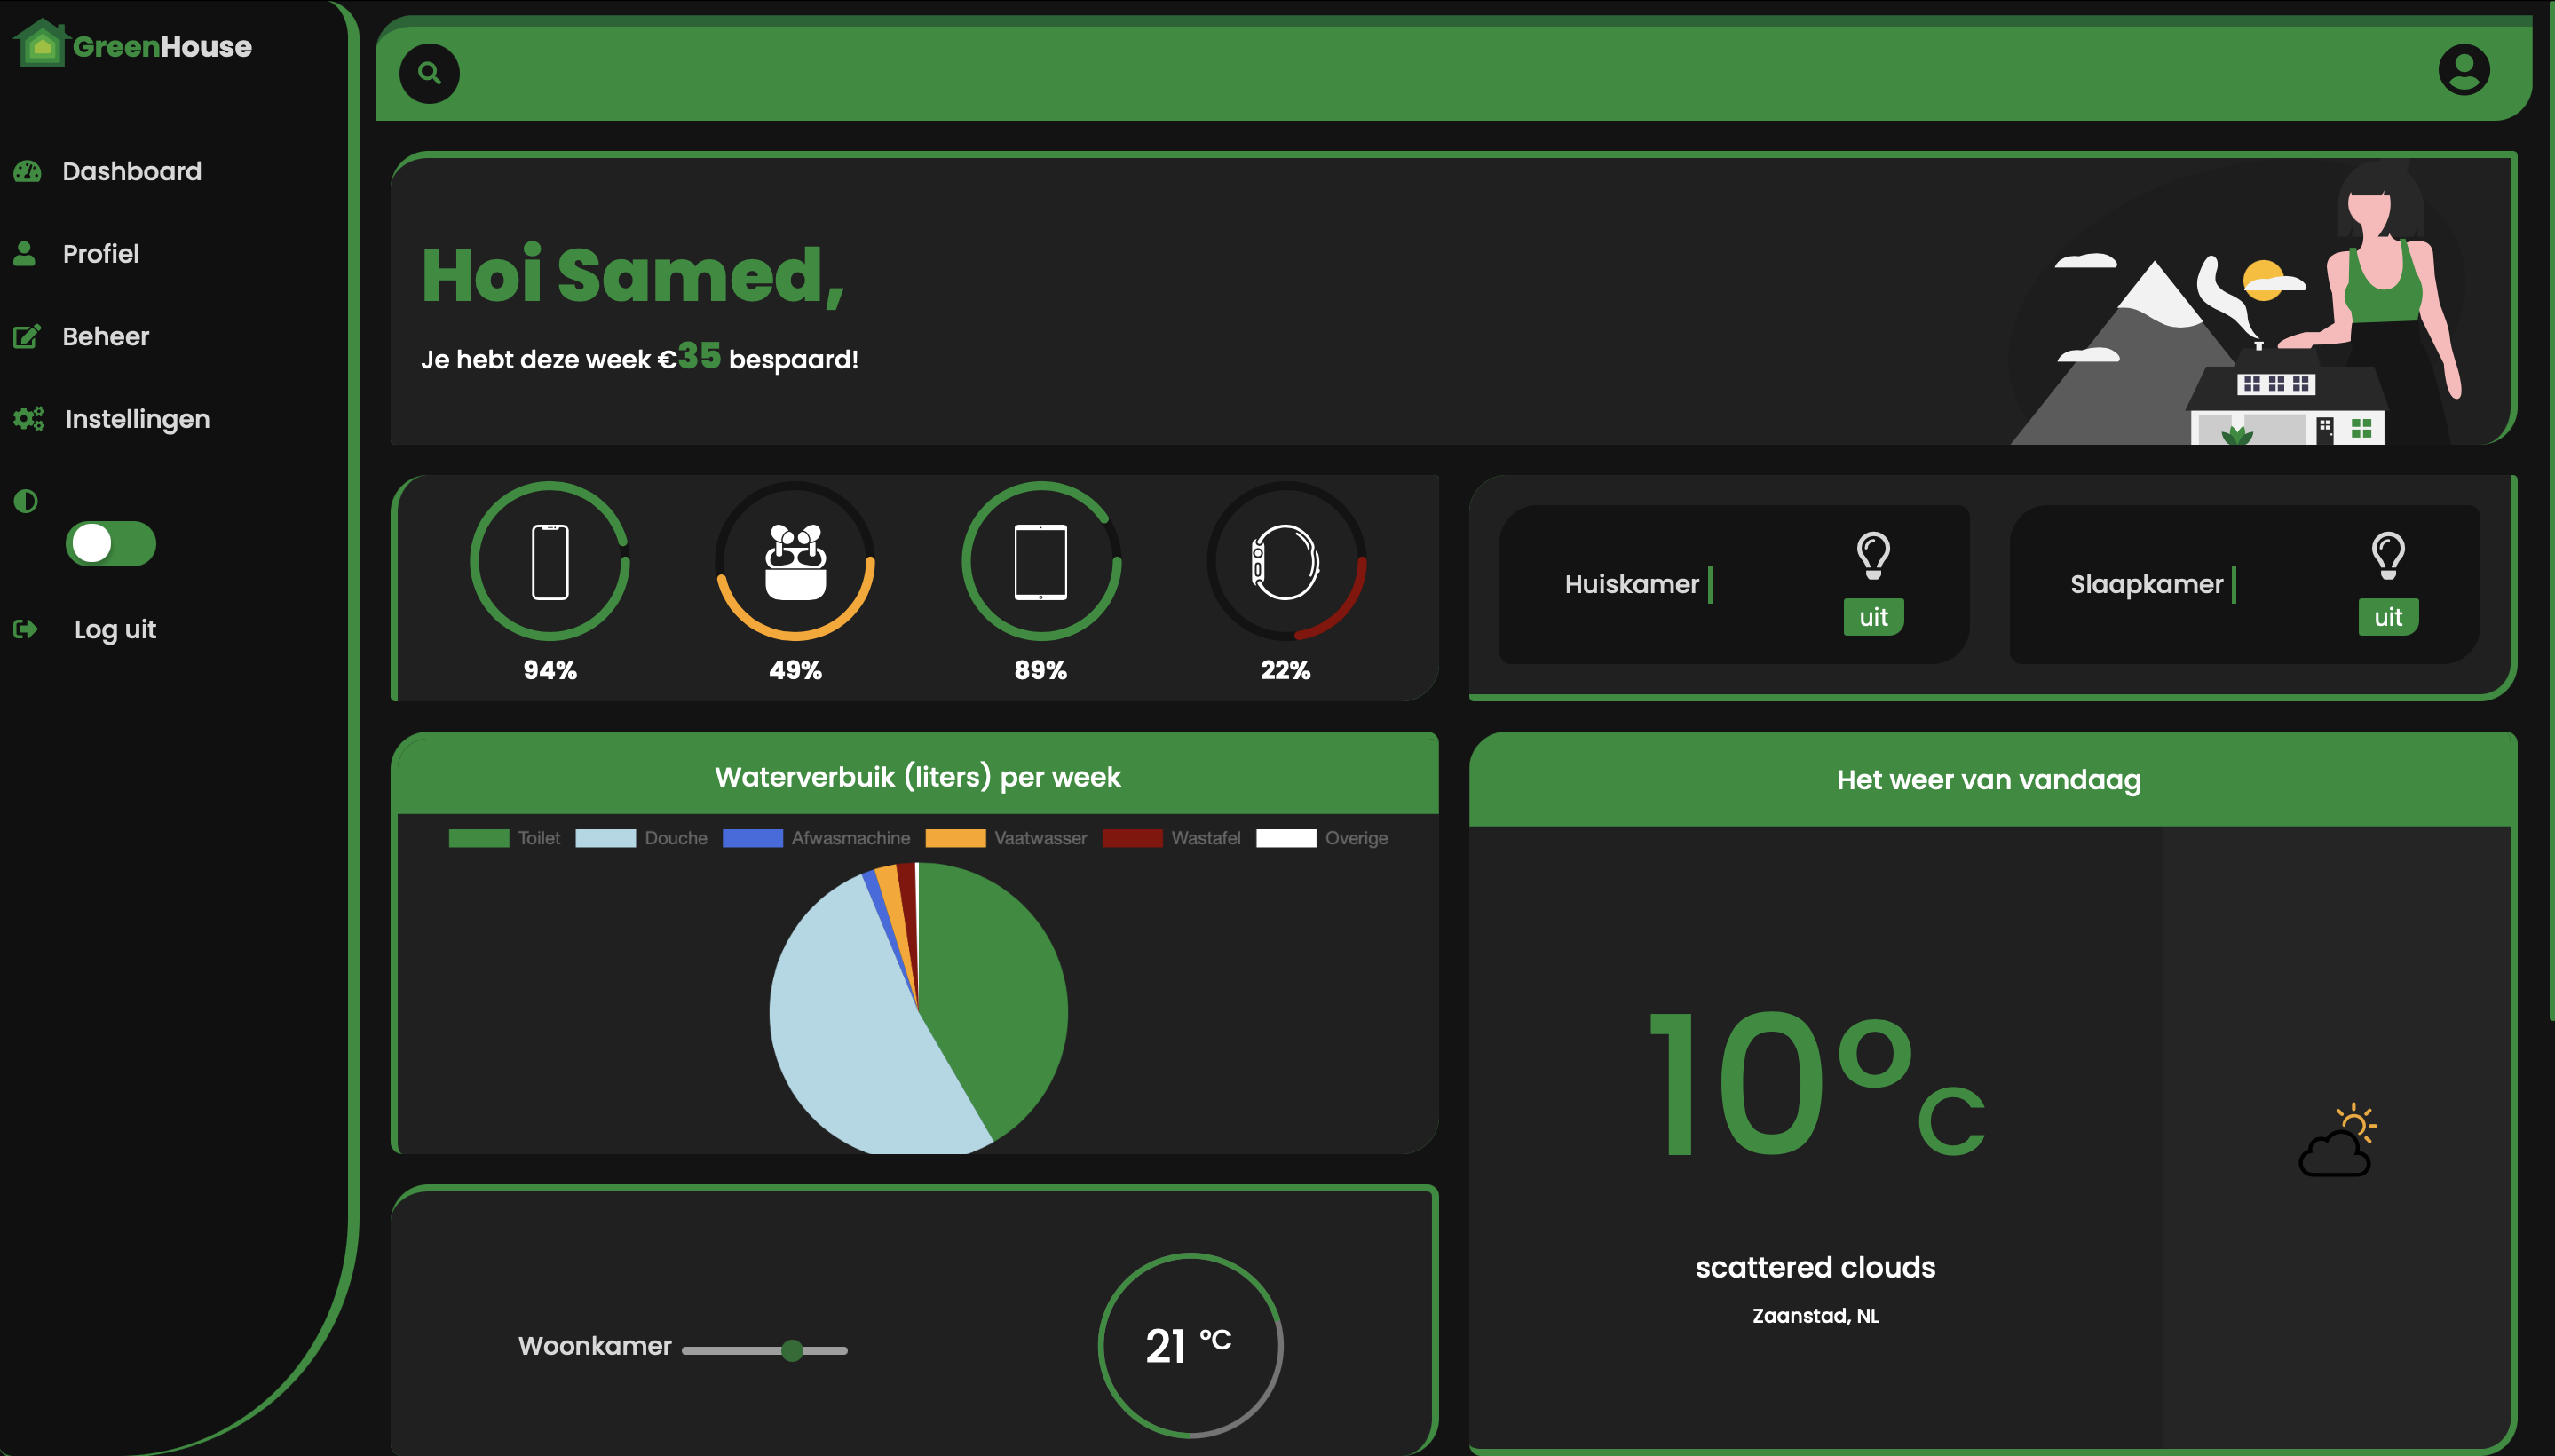 GreenHouse
Dashboard
Profiel
Beheer
Instellingen
Log uit
Hoi Samed,
Je hebt deze week €35 bespaard!
94%
49%
89%
22%
Huiskamer
uit
Slaapkamer
uit
Waterverbuik (liters) per week
Toilet
Douche
Afwasmachine
Vaatwasser
Wastafel
Overige
Het weer van vandaag
10°C
scattered clouds
Zaanstad, NL
Woonkamer
21 °C